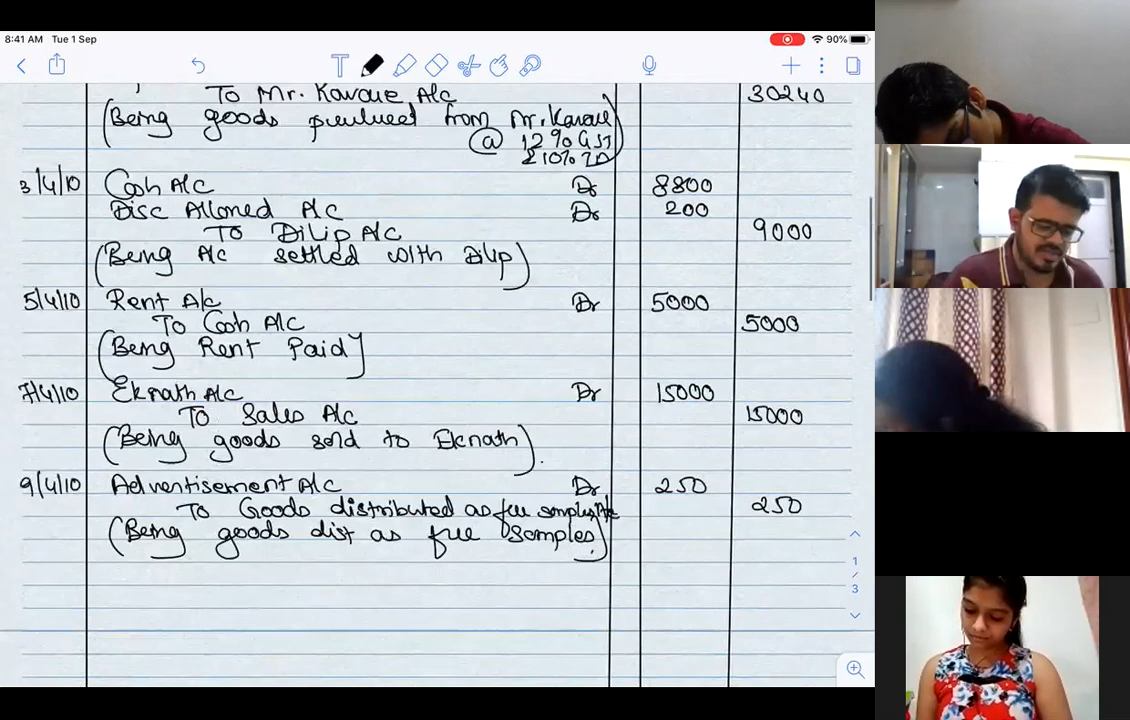 8:41 AM Tue 1 Sep
90%
To Mr. Kavale A/c 30240
(Being goods from Mr. Kavale
@ 12% GST
& 10% TD)
3/4/10 Cash A/c Dr 8800
Disc Allowed A/c Dr 200
To Dilip A/c 9000
(Being A/c settled with Dilip)
5/4/10 Rent A/c Dr 5000
To Cash A/c 5000
(Being Rent Paid)
7/4/10 Eknath A/c Dr 15000
To Sales A/c 15000
(Being goods sold to Eknath).
9/4/10 Advertisement A/c Dr 250
To Goods distributed as free samples A/c 250
(Being goods dist as free samples.)
1
/
3